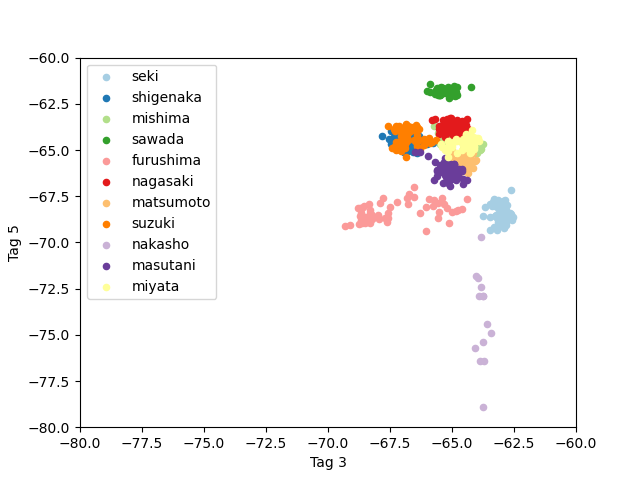 −60.0
−62.5
−65.0
−67.5
−70.0
−72.5
−75.0
−77.5
−80.0
Tag 5
seki
shigenaka
mishima
sawada
furushima
nagasaki
matsumoto
suzuki
nakasho
masutani
miyata
−80.0 −77.5 −75.0 −72.5 −70.0 −67.5 −65.0 −62.5 −60.0
Tag 3